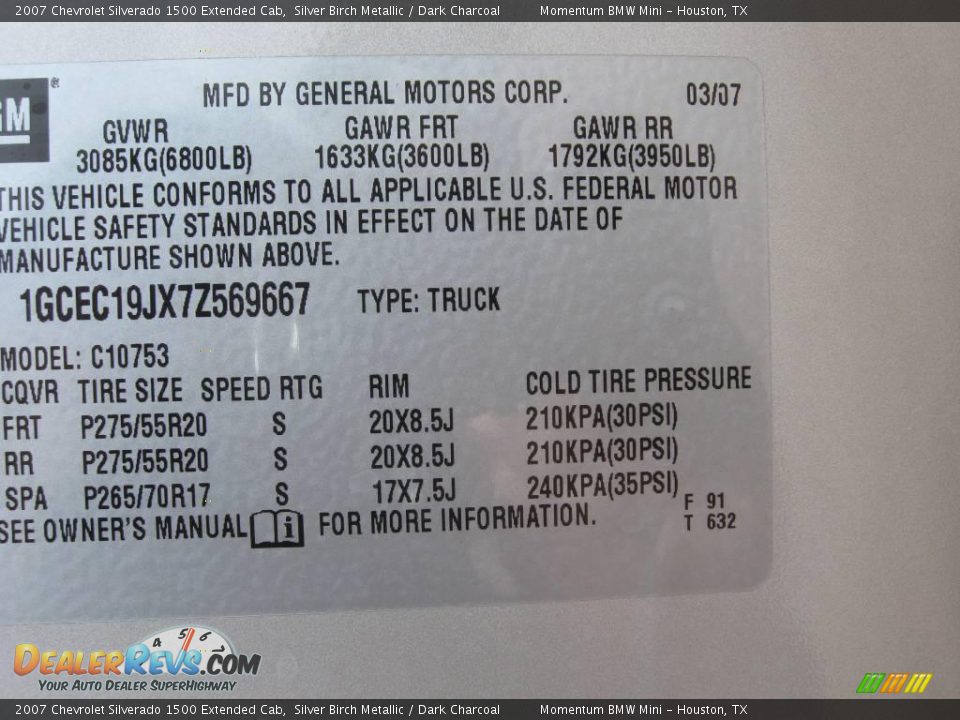 2007 Chevrolet Silverado 1500 Extended Cab, Silver Birch Metallic / Dark Charcoal Momentum BMW Mini - Houston, TX
GM ®
MFD BY GENERAL MOTORS CORP. 03/07
GVWR GAWR FRT GAWR RR
3085KG(6800LB) 1633KG(3600LB) 1792KG(3950LB)
THIS VEHICLE CONFORMS TO ALL APPLICABLE U.S. FEDERAL MOTOR
VEHICLE SAFETY STANDARDS IN EFFECT ON THE DATE OF
MANUFACTURE SHOWN ABOVE.
1GCEC19JX7Z569667 TYPE: TRUCK
MODEL: C10753
CQVR TIRE SIZE SPEED RTG RIM COLD TIRE PRESSURE
FRT P275/55R20 S 20X8.5J 210KPA(30PSI)
RR P275/55R20 S 20X8.5J 210KPA(30PSI)
SPA P265/70R17 S 17X7.5J 240KPA(35PSI)
F 91
SEE OWNER'S MANUAL i FOR MORE INFORMATION.
T 632
4 5 6 7
DEALERREVS.COM
YOUR AUTO DEALER SUPERHIGHWAY
2007 Chevrolet Silverado 1500 Extended Cab, Silver Birch Metallic / Dark Charcoal Momentum BMW Mini - Houston, TX